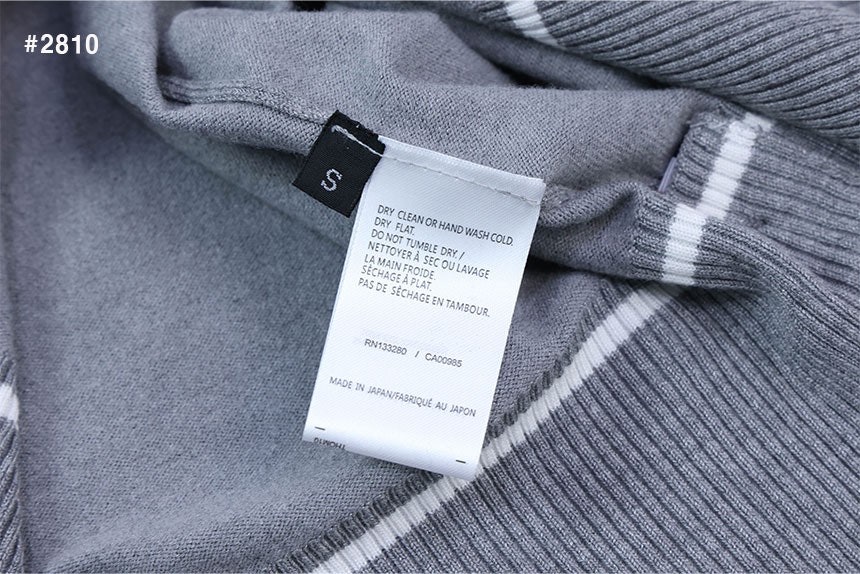 #2810
S
DRY CLEAN OR HAND WASH COLD.
DRY FLAT.
DO NOT TUMBLE DRY./
NETTOYER À SEC OU LAVAGE
LA MAIN FROIDE.
SÉCHAGE À PLAT.
PAS DE SÉCHAGE EN TAMBOUR.
RN133280 / CA00985
MADE IN JAPAN/FABRIQUÉ AU JAPON